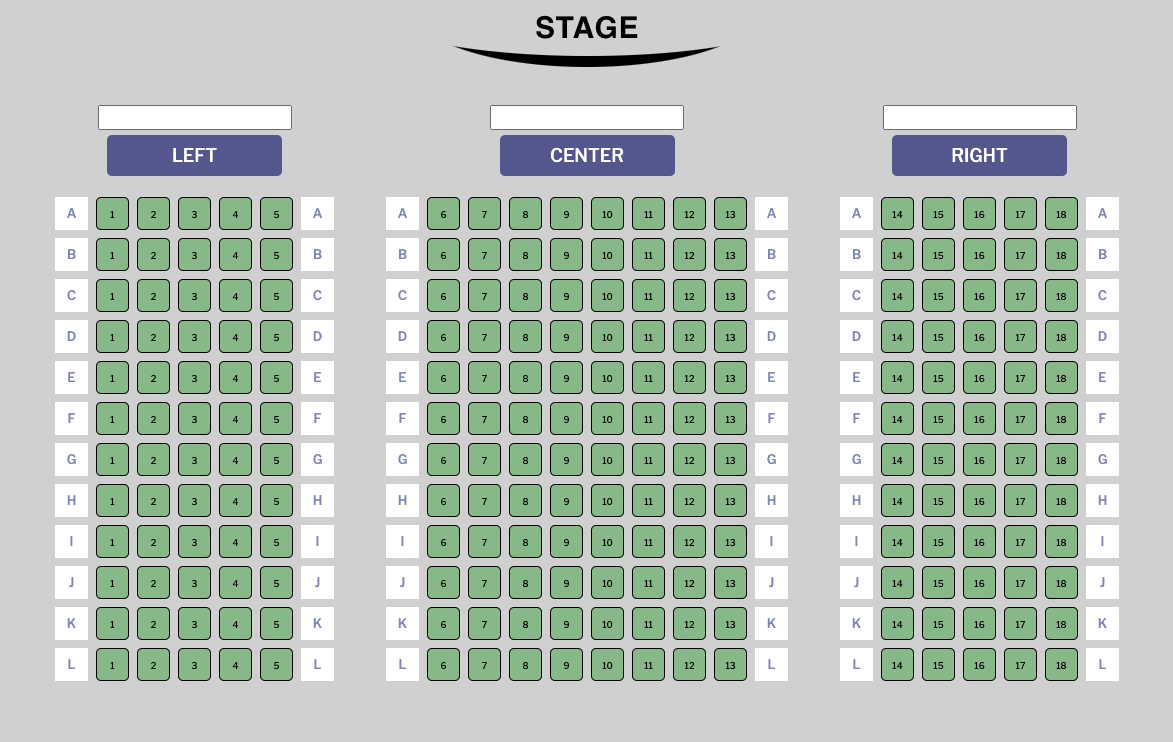 STAGE
LEFT CENTER RIGHT
A 1 2 3 4 5 A A 6 7 8 9 10 11 12 13 A A 14 15 16 17 18 A
B 1 2 3 4 5 B B 6 7 8 9 10 11 12 13 B B 14 15 16 17 18 B
C 1 2 3 4 5 C C 6 7 8 9 10 11 12 13 C C 14 15 16 17 18 C
D 1 2 3 4 5 D D 6 7 8 9 10 11 12 13 D D 14 15 16 17 18 D
E 1 2 3 4 5 E E 6 7 8 9 10 11 12 13 E E 14 15 16 17 18 E
F 1 2 3 4 5 F F 6 7 8 9 10 11 12 13 F F 14 15 16 17 18 F
G 1 2 3 4 5 G G 6 7 8 9 10 11 12 13 G G 14 15 16 17 18 G
H 1 2 3 4 5 H H 6 7 8 9 10 11 12 13 H H 14 15 16 17 18 H
I 1 2 3 4 5 I I 6 7 8 9 10 11 12 13 I I 14 15 16 17 18 I
J 1 2 3 4 5 J J 6 7 8 9 10 11 12 13 J J 14 15 16 17 18 J
K 1 2 3 4 5 K K 6 7 8 9 10 11 12 13 K K 14 15 16 17 18 K
L 1 2 3 4 5 L L 6 7 8 9 10 11 12 13 L L 14 15 16 17 18 L